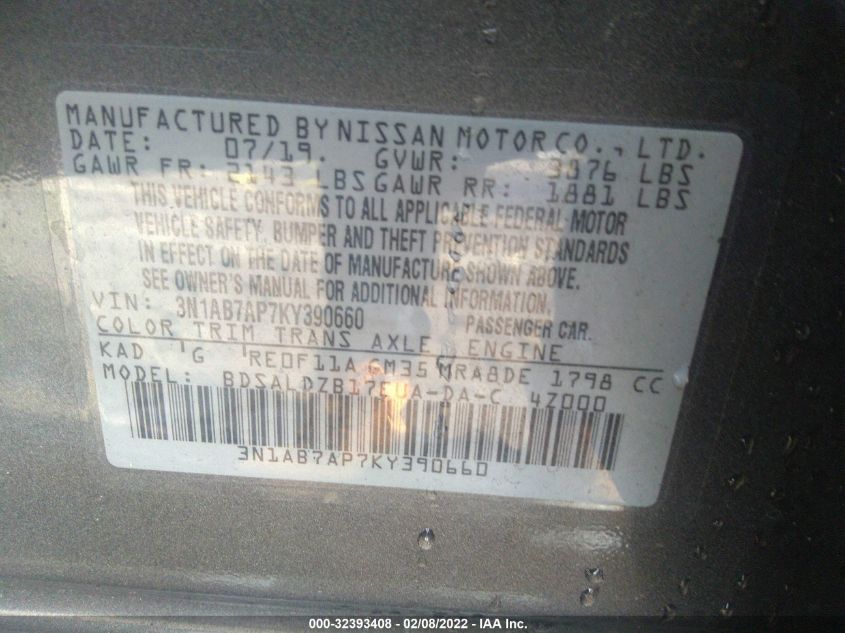 MANUFACTURED BY NISSAN MOTOR CO., LTD.
DATE: 07/19. GVWR: LBS
GAWR FR: 2143 LBS GAWR RR: 1881 LBS
THIS VEHICLE CONFORMS TO ALL APPLICABLE FEDERAL MOTOR
VEHICLE SAFETY, BUMPER AND THEFT PREVENTION STANDARDS
IN EFFECT ON THE DATE OF MANUFACTURE SHOWN ABOVE.
SEE OWNER'S MANUAL FOR ADDITIONAL INFORMATION.
VIN: 3N1AB7AP7KY390660 PASSENGER CAR.
COLOR TRIM TRANS AXLE ENGINE
KAD G RE0F11A GM35 MRA8DE 1798 CC
MODEL: 4Z000
3N1AB7AP7KY390660
000-32393408 - 02/08/2022 - IAA Inc.